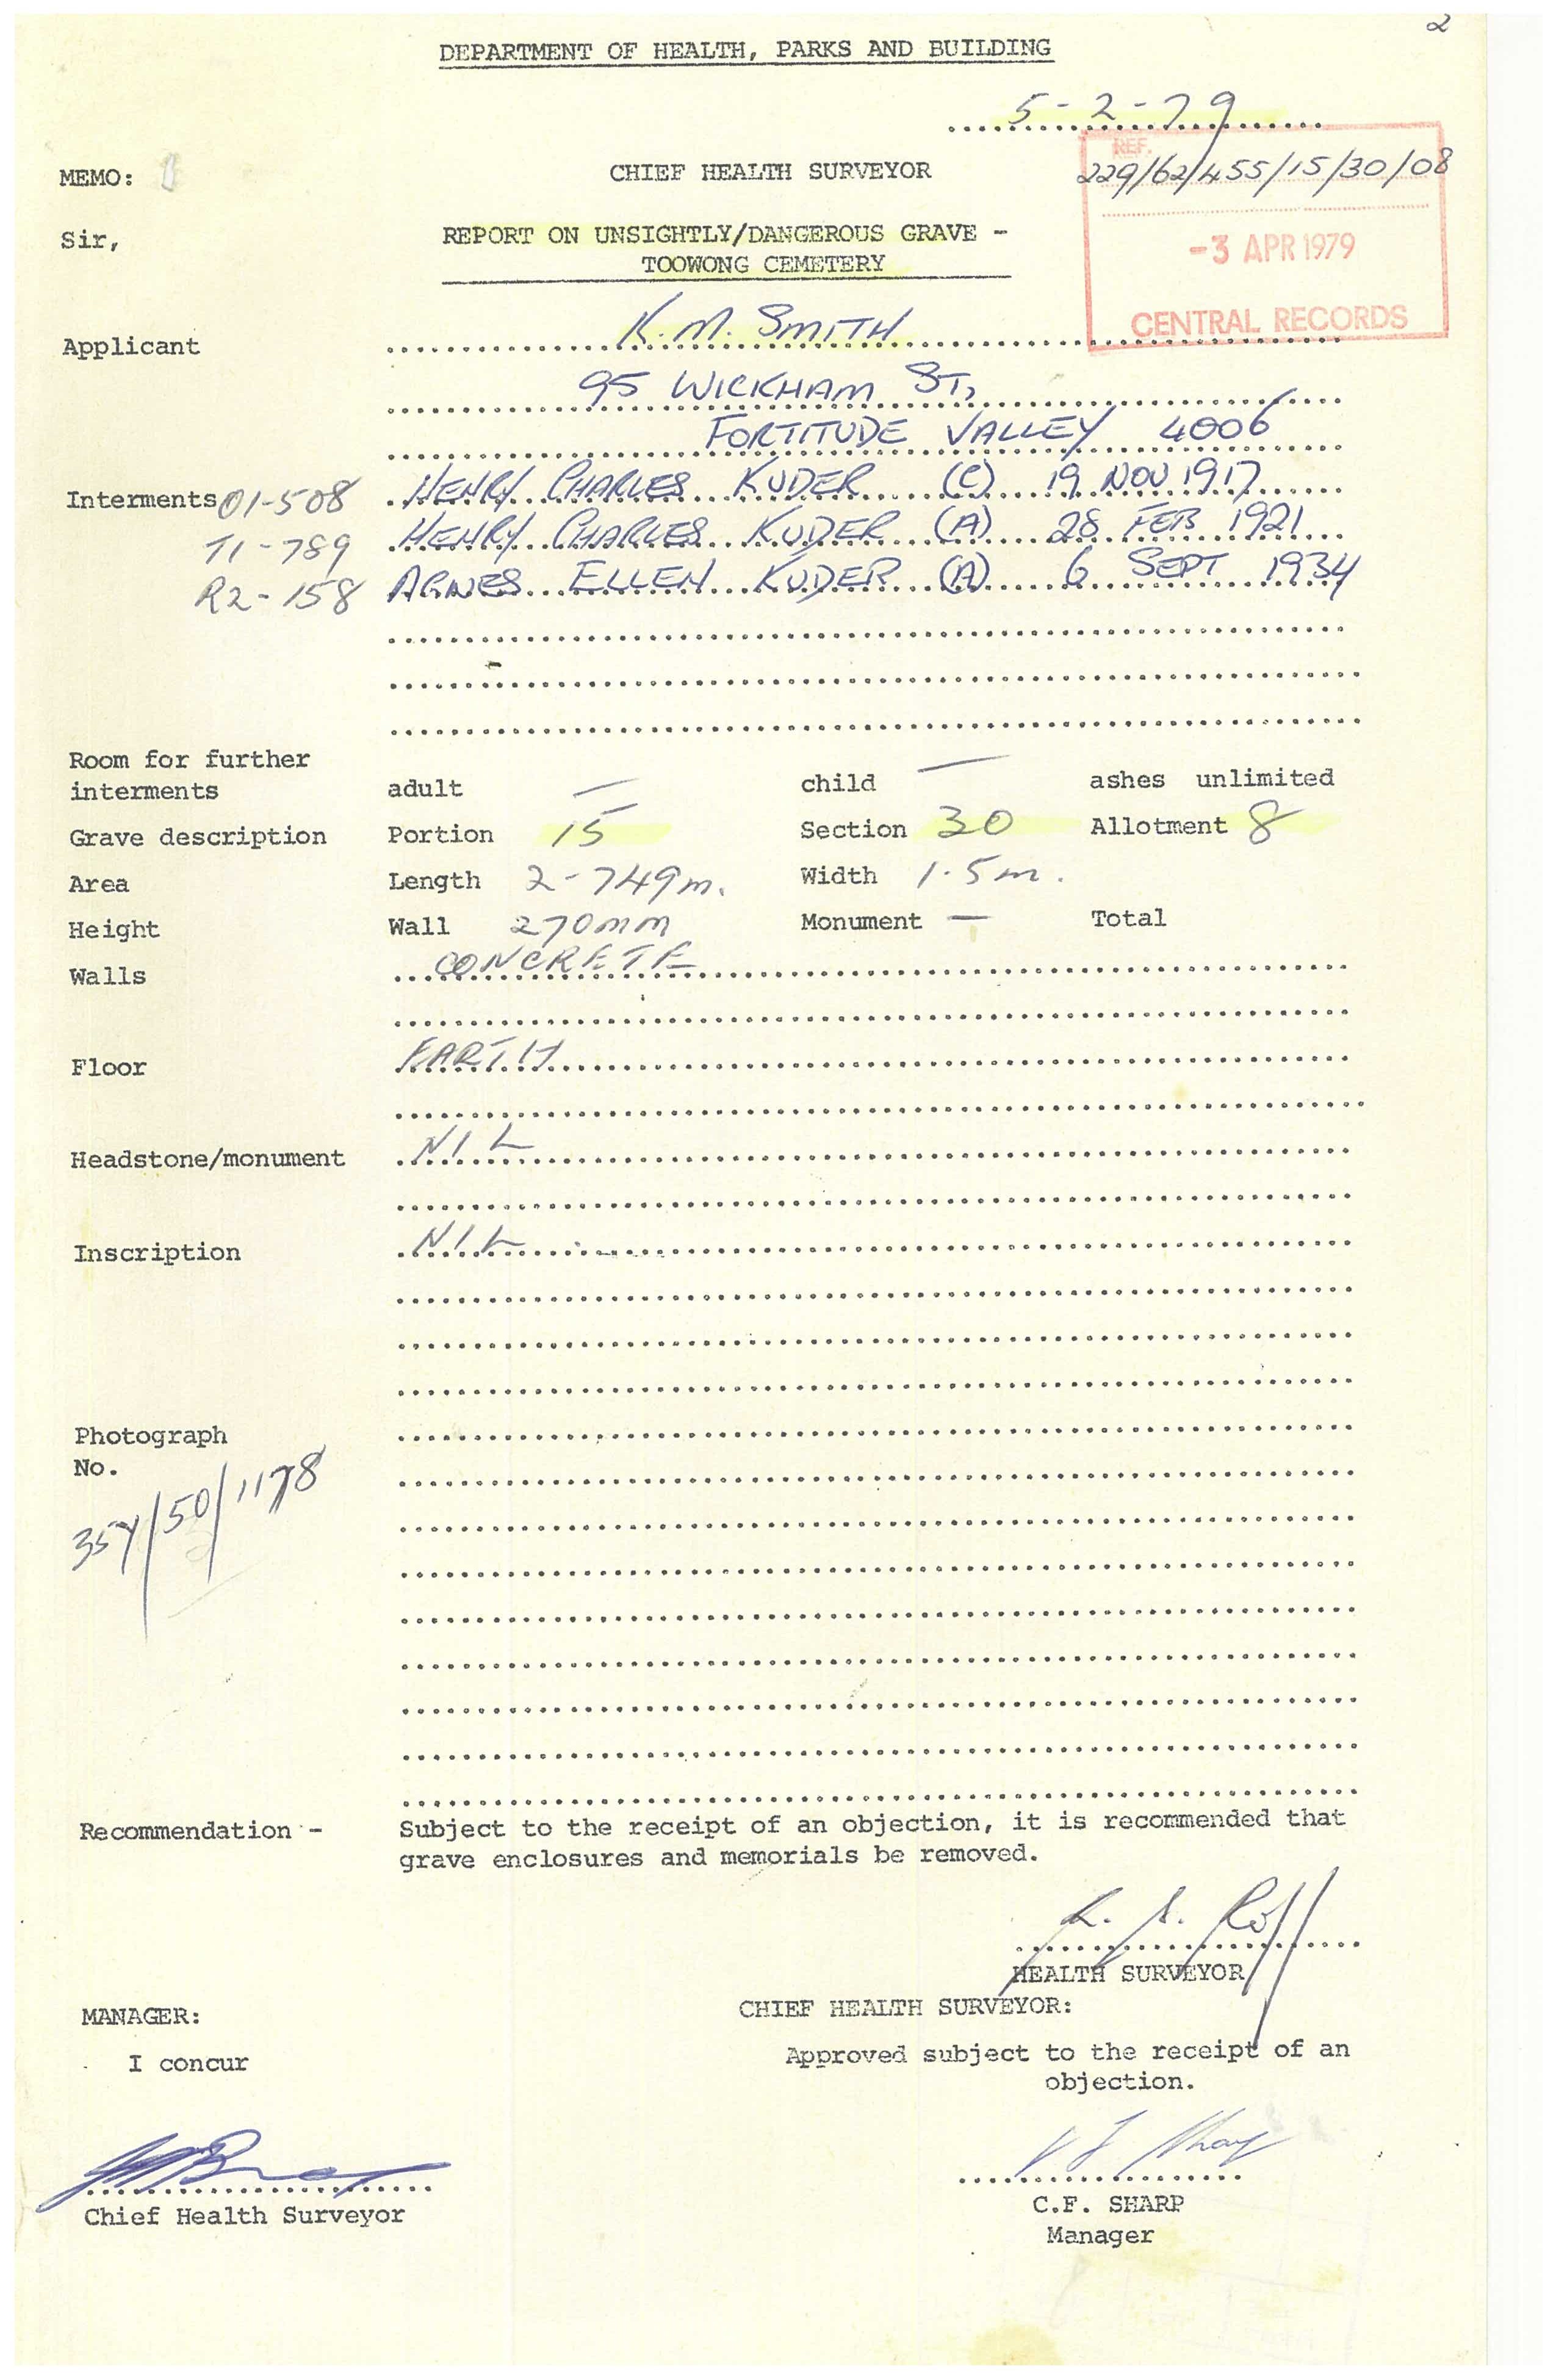 2
DEPARTMENT OF HEALTH, PARKS AND BUILDING
5-2-79
MEMO:
CHIEF HEALTH SURVEYOR
REF.
229/62/455/15/30/08
Sir,
REPORT ON UNSIGHTLY/DANGEROUS GRAVE -
TOOWONG CEMETERY
-3 APR 1979
CENTRAL RECORDS
Applicant K.M. SMITH
95 WICKHAM ST,
FORTITUDE VALLEY 4006
Interments 01-508 HENRY CHARLES KUDER (C) 19 NOV 1917
T1-789 HENRY CHARLES KUDER (A) 28 FEB 1921
R2-158 AGNES ELLEN KUDER (A) 6 SEPT 1934
Room for further
interments adult — child — ashes unlimited
Grave description Portion 15 Section 30 Allotment 8
Area Length 2-749m. Width 1.5m.
Height Wall 270mm Monument — Total
Walls CONCRETE
Floor EARTH
Headstone/monument NIL
Inscription NIL
Photograph
No.
357/50/1178
Recommendation - Subject to the receipt of an objection, it is recommended that
grave enclosures and memorials be removed.
HEALTH SURVEYOR
MANAGER:
CHIEF HEALTH SURVEYOR:
I concur
Approved subject to the receipt of an
objection.
Chief Health Surveyor
C.F. SHARP
Manager